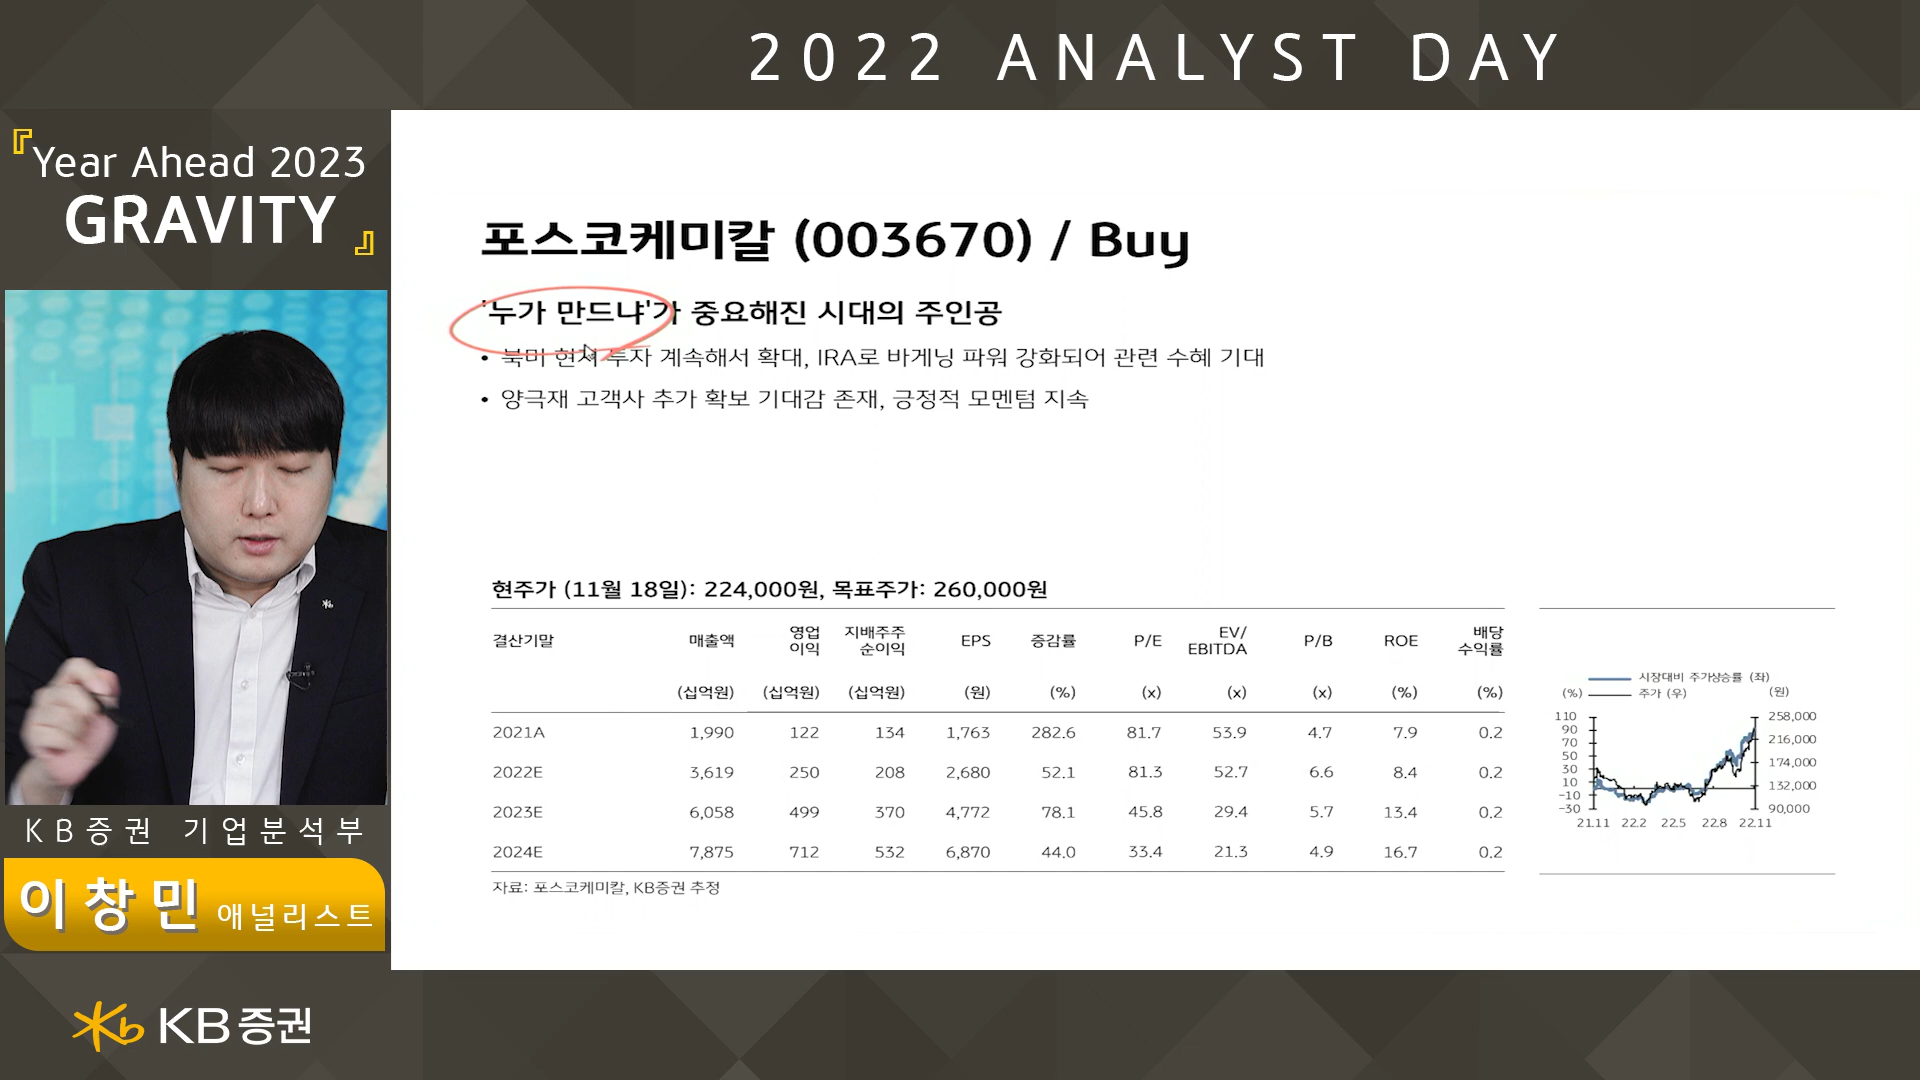 2022 ANALYST DAY
『Year Ahead 2023
GRAVITY』
포스코케미칼 (003670) / Buy
'누가 만드냐'가 중요해진 시대의 주인공
• 북미 현지 투자 계속해서 확대, IRA로 바게닝 파워 강화되어 관련 수혜 기대
• 양극재 고객사 추가 확보 기대감 존재, 긍정적 모멘텀 지속
현주가 (11월 18일): 224,000원, 목표주가: 260,000원
결산기말 매출액 영업이익 지배주주순이익 EPS 증감률 P/E EV/EBITDA P/B ROE 배당수익률
(십억원) (십억원) (십억원) (원) (%) (x) (x) (x) (%) (%)
2021A 1,990 122 134 1,763 282.6 81.7 53.9 4.7 7.9 0.2
2022E 3,619 250 208 2,680 52.1 81.3 52.7 6.6 8.4 0.2
2023E 6,058 499 370 4,772 78.1 45.8 29.4 5.7 13.4 0.2
2024E 7,875 712 532 6,870 44.0 33.4 21.3 4.9 16.7 0.2
자료: 포스코케미칼, KB증권 추정
시장대비 주가상승률 (좌)
(%) 주가 (우) (원)
110 258,000
90 216,000
70 174,000
50
30
10 132,000
-10
-30 90,000
21.11 22.2 22.5 22.8 22.11
KB증권 기업분석부
이창민 애널리스트
KB증권